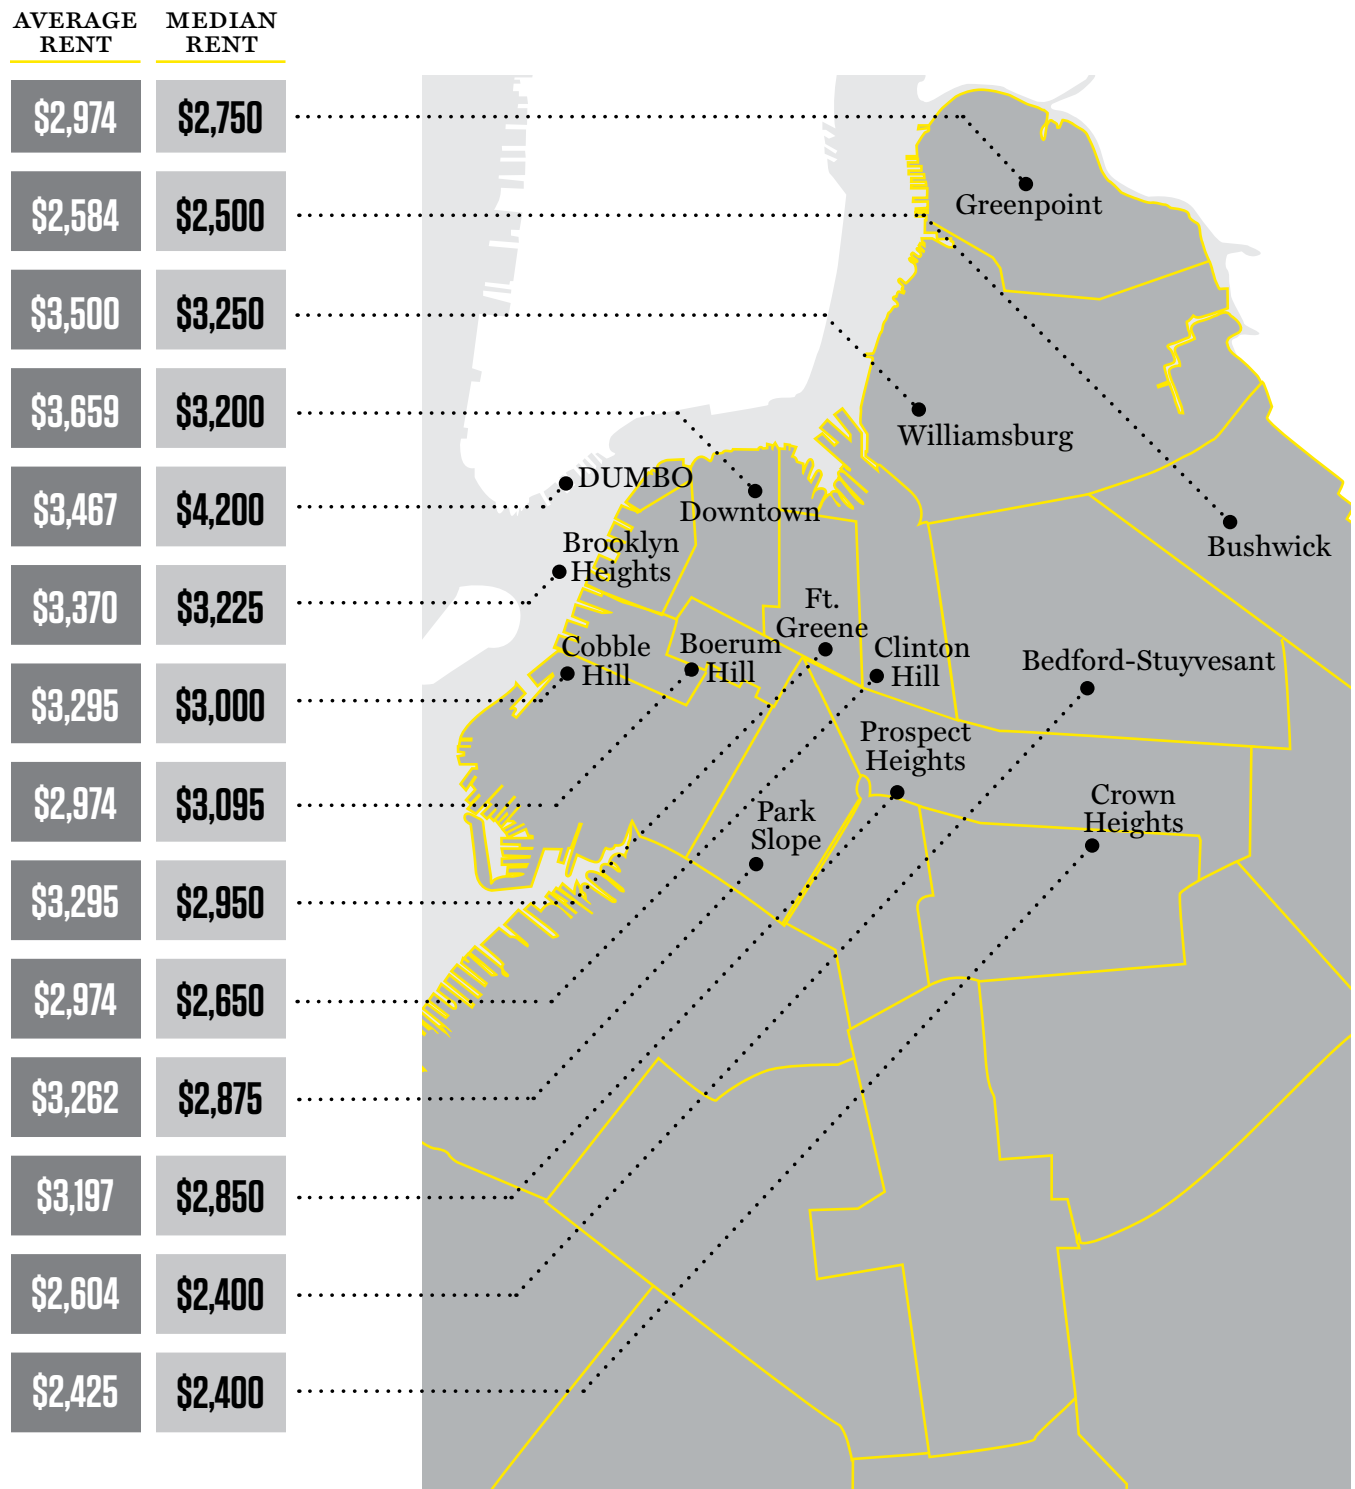 AVERAGE RENT
MEDIAN RENT
$2,974 $2,750
$2,584 $2,500
$3,500 $3,250
$3,659 $3,200
$3,467 $4,200
$3,370 $3,225
$3,295 $3,000
$2,974 $3,095
$3,295 $2,950
$2,974 $2,650
$3,262 $2,875
$3,197 $2,850
$2,604 $2,400
$2,425 $2,400
Greenpoint
Williamsburg
DUMBO
Downtown
Bushwick
Brooklyn
Heights
Ft.
Greene
Cobble
Hill
Boerum
Hill
Clinton
Hill
Bedford-Stuyvesant
Prospect
Heights
Park
Slope
Crown
Heights